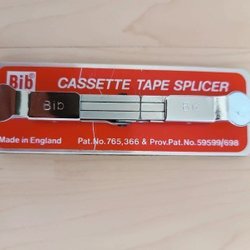 Bib® CASSETTE TAPE SPLICER
Bib Bib
Made in England Pat.No.765,366 & Prov.Pat.No.59599/698